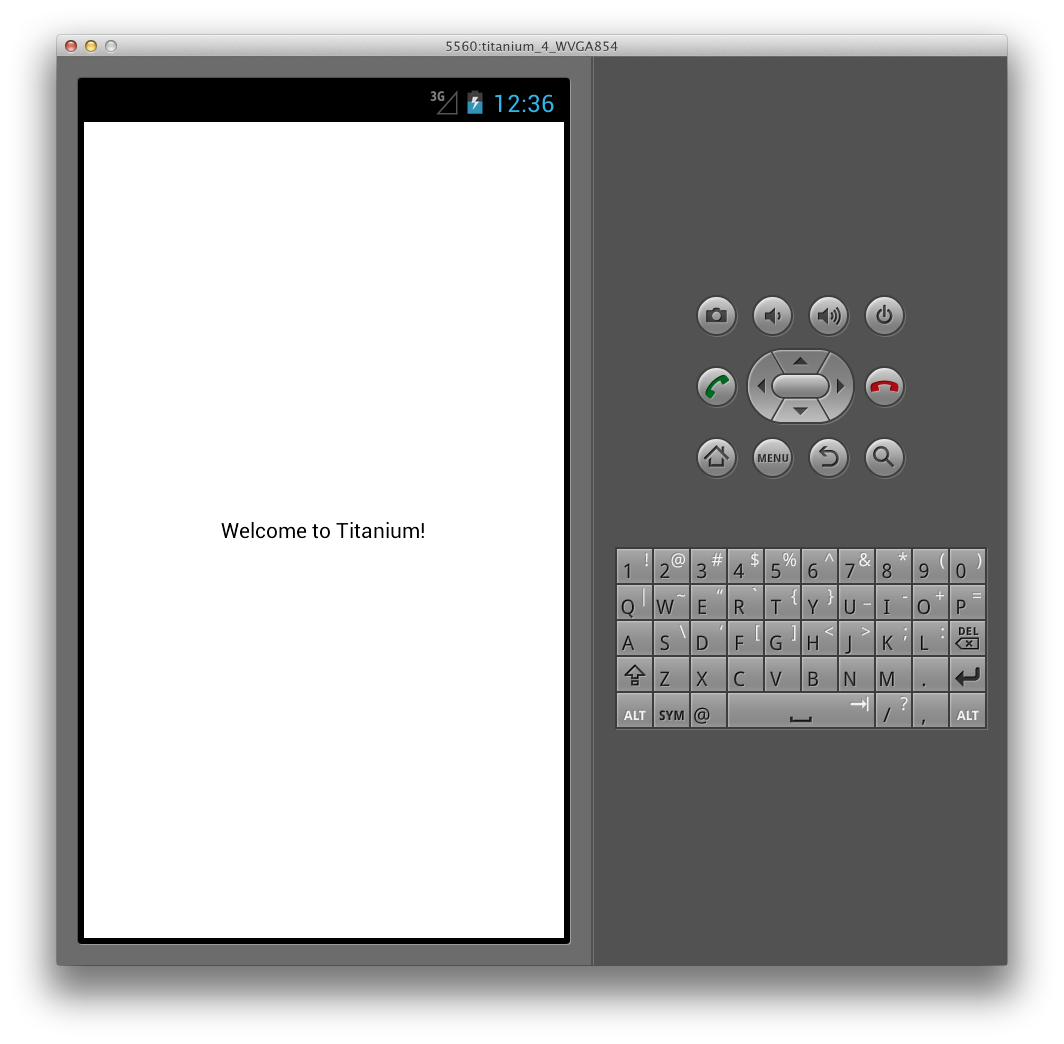 5560:titanium_4_WVGA854
3G 12:36
Welcome to Titanium!
MENU
1 ! 2 @ 3 # 4 $ 5 % 6 ^ 7 & 8 * 9 ( 0 )
Q | W ~ E “ R ` T { Y } U _ I - O + P =
A S \ D ‘ F [ G ] H < J > K ; L : DEL
Z X C V B N M .
ALT SYM @ / ? , ALT